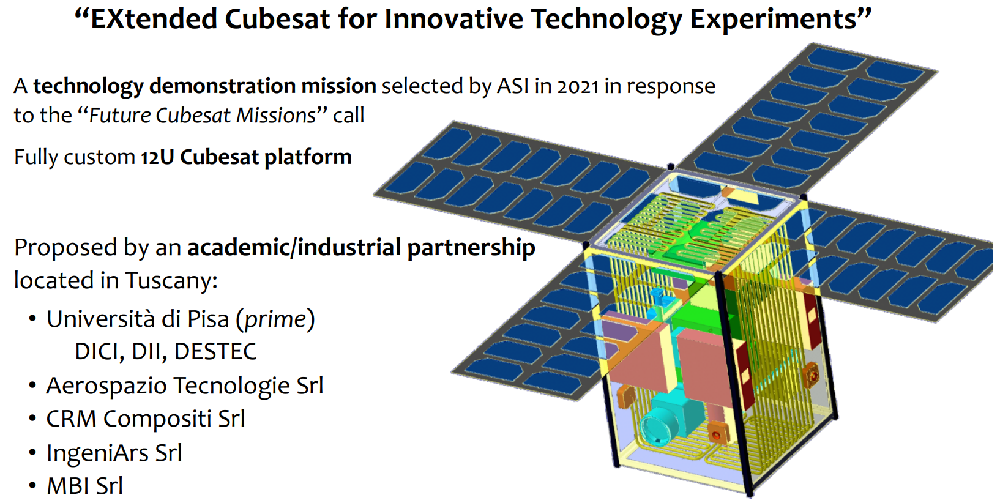 “EXtended Cubesat for Innovative Technology Experiments”
A technology demonstration mission selected by ASI in 2021 in response
to the “Future Cubesat Missions” call
Fully custom 12U Cubesat platform
Proposed by an academic/industrial partnership
located in Tuscany:
• Università di Pisa (prime)
DICI, DII, DESTEC
• Aerospazio Tecnologie Srl
• CRM Compositi Srl
• IngeniArs Srl
• MBI Srl